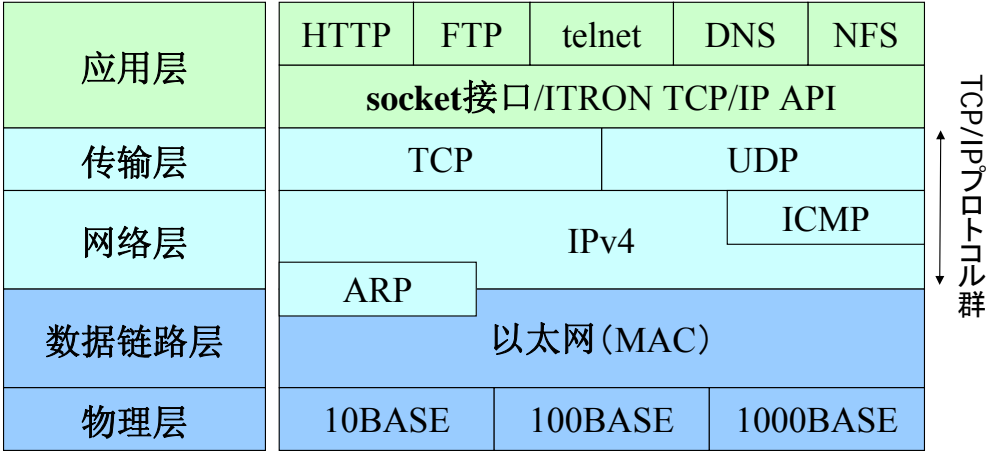 应用层
HTTP FTP telnet DNS NFS
socket接口/ITRON TCP/IP API
传输层
TCP UDP
网络层
IPv4
ICMP
ARP
数据链路层
以太网(MAC)
物理层
10BASE 100BASE 1000BASE
TCP/IPプロトコル群